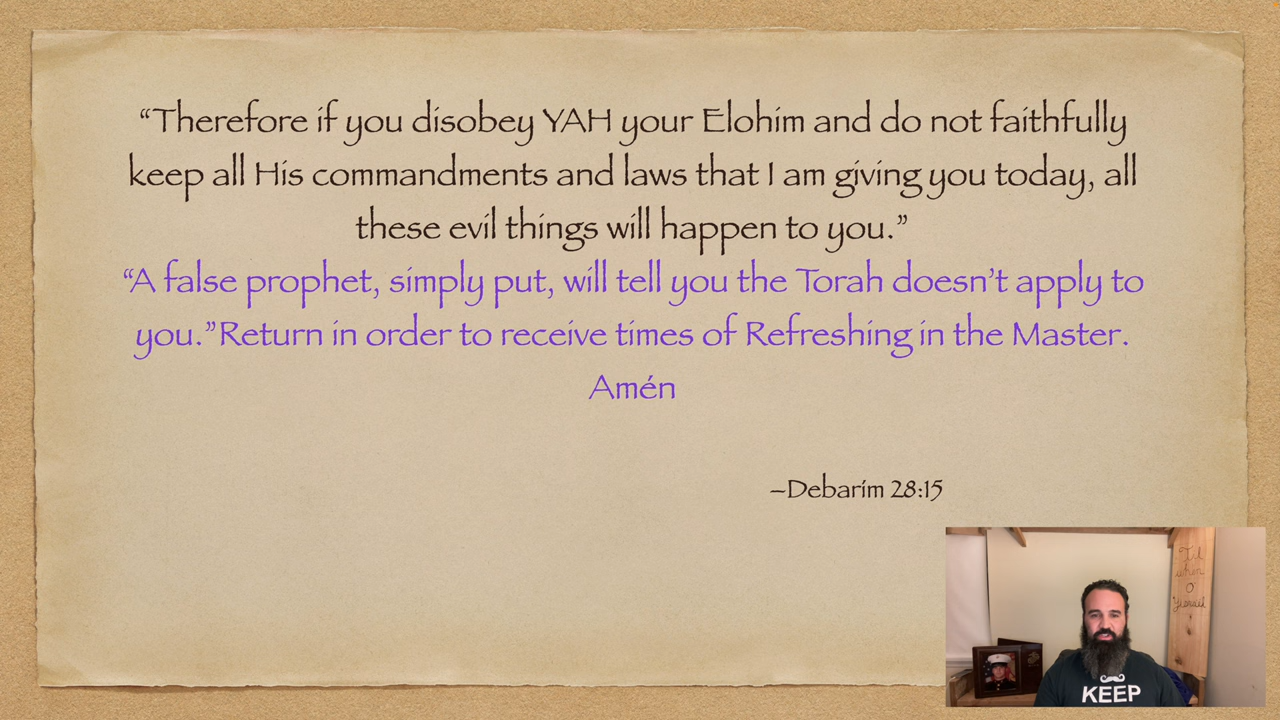 “Therefore if you disobey YAH your Elohim and do not faithfully
keep all His commandments and laws that I am giving you today, all
these evil things will happen to you.”
“A false prophet, simply put, will tell you the Torah doesn’t apply to
you.”Return in order to receive times of Refreshing in the Master.
Amén
–Debarim 28:15
'Til
when
O
Yisrael
KEEP